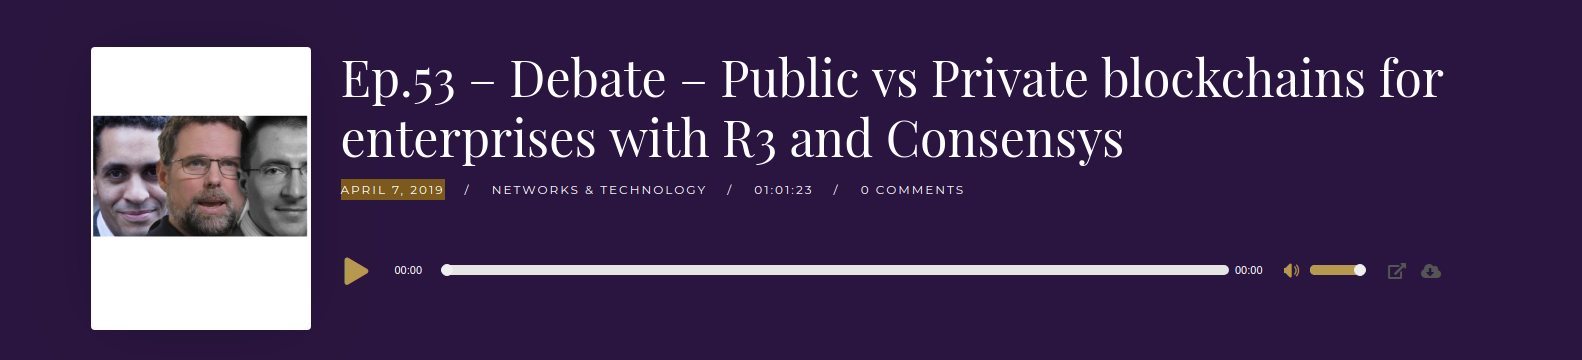 Ep.53 – Debate – Public vs Private blockchains for
enterprises with R3 and Consensys
APRIL 7, 2019 / NETWORKS & TECHNOLOGY / 01:01:23 / 0 COMMENTS
00:00 00:00